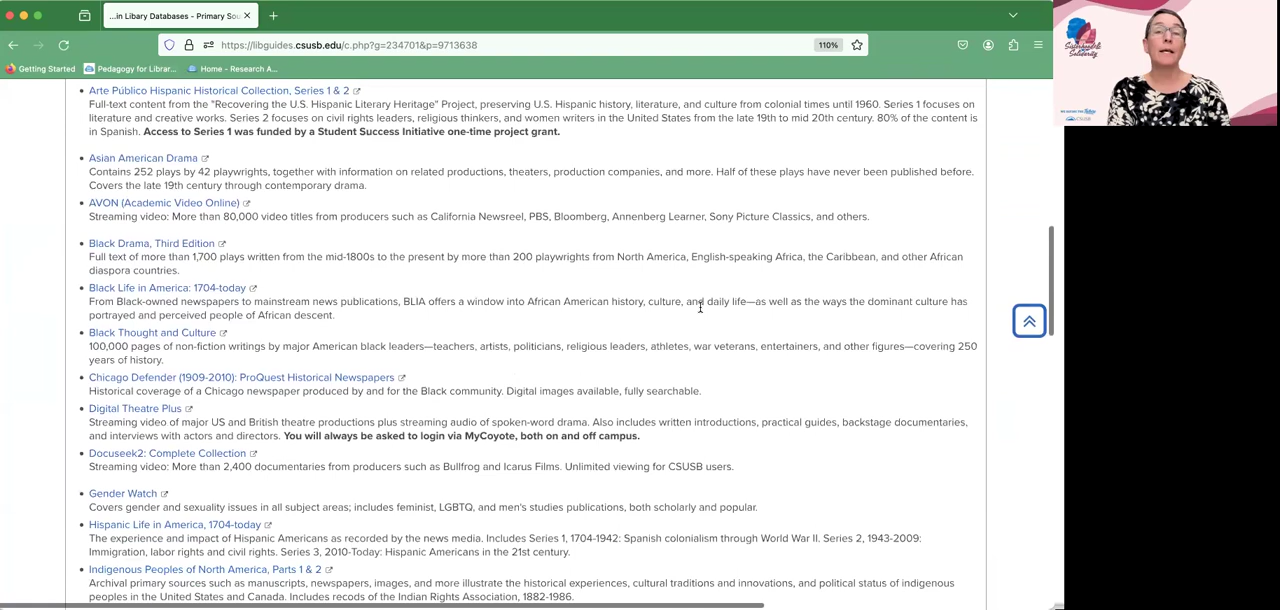 ...in Libary Databases - Primary Sou
https://libguides.csusb.edu/c.php?g=234701&p=9713638
110%
Getting Started
Pedagogy for Librar...
Home - Research A...
Sisterhood &
Solidarity
CSUSB
Arte Público Hispanic Historical Collection, Series 1 & 2
Full-text content from the "Recovering the U.S. Hispanic Literary Heritage" Project, preserving U.S. Hispanic history, literature, and culture from colonial times until 1960. Series 1 focuses on
literature and creative works. Series 2 focuses on civil rights leaders, religious thinkers, and women writers in the United States from the late 19th to mid 20th century. 80% of the content is
in Spanish. Access to Series 1 was funded by a Student Success Initiative one-time project grant.
Asian American Drama
Contains 252 plays by 42 playwrights, together with information on related productions, theaters, production companies, and more. Half of these plays have never been published before.
Covers the late 19th century through contemporary drama.
AVON (Academic Video Online)
Streaming video: More than 80,000 video titles from producers such as California Newsreel, PBS, Bloomberg, Annenberg Learner, Sony Picture Classics, and others.
Black Drama, Third Edition
Full text of more than 1,700 plays written from the mid-1800s to the present by more than 200 playwrights from North America, English-speaking Africa, the Caribbean, and other African
diaspora countries.
Black Life in America: 1704-today
From Black-owned newspapers to mainstream news publications, BLIA offers a window into African American history, culture, and daily life—as well as the ways the dominant culture has
portrayed and perceived people of African descent.
Black Thought and Culture
100,000 pages of non-fiction writings by major American black leaders—teachers, artists, politicians, religious leaders, athletes, war veterans, entertainers, and other figures—covering 250
years of history.
Chicago Defender (1909-2010): ProQuest Historical Newspapers
Historical coverage of a Chicago newspaper produced by and for the Black community. Digital images available, fully searchable.
Digital Theatre Plus
Streaming video of major US and British theatre productions plus streaming audio of spoken-word drama. Also includes written introductions, practical guides, backstage documentaries,
and interviews with actors and directors. You will always be asked to login via MyCoyote, both on and off campus.
Docuseek2: Complete Collection
Streaming video: More than 2,400 documentaries from producers such as Bullfrog and Icarus Films. Unlimited viewing for CSUSB users.
Gender Watch
Covers gender and sexuality issues in all subject areas; includes feminist, LGBTQ, and men's studies publications, both scholarly and popular.
Hispanic Life in America, 1704-today
The experience and impact of Hispanic Americans as recorded by the news media. Includes Series 1, 1704-1942: Spanish colonialism through World War II. Series 2, 1943-2009:
Immigration, labor rights and civil rights. Series 3, 2010-Today: Hispanic Americans in the 21st century.
Indigenous Peoples of North America, Parts 1 & 2
Archival primary sources such as manuscripts, newspapers, images, and more illustrate the historical experiences, cultural traditions and innovations, and political status of indigenous
peoples in the United States and Canada. Includes recods of the Indian Rights Association, 1882-1986.